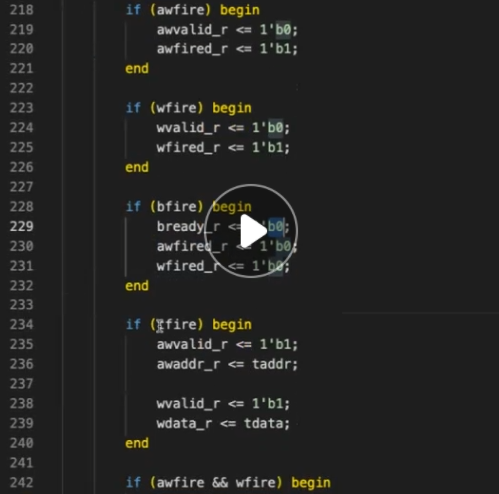 218 if (awfire) begin
219 awvalid_r <= 1'b0;
220 awfired_r <= 1'b1;
221 end
222
223 if (wfire) begin
224 wvalid_r <= 1'b0;
225 wfired_r <= 1'b1;
226 end
227
228 if (bfire) begin
229 bready_r <= 1'b0;
230 awfired_r <= 1'b0;
231 wfired_r <= 1'b0;
232 end
233
234 if (tfire) begin
235 awvalid_r <= 1'b1;
236 awaddr_r <= taddr;
237
238 wvalid_r <= 1'b1;
239 wdata_r <= tdata;
240 end
241
242 if (awfire && wfire) begin